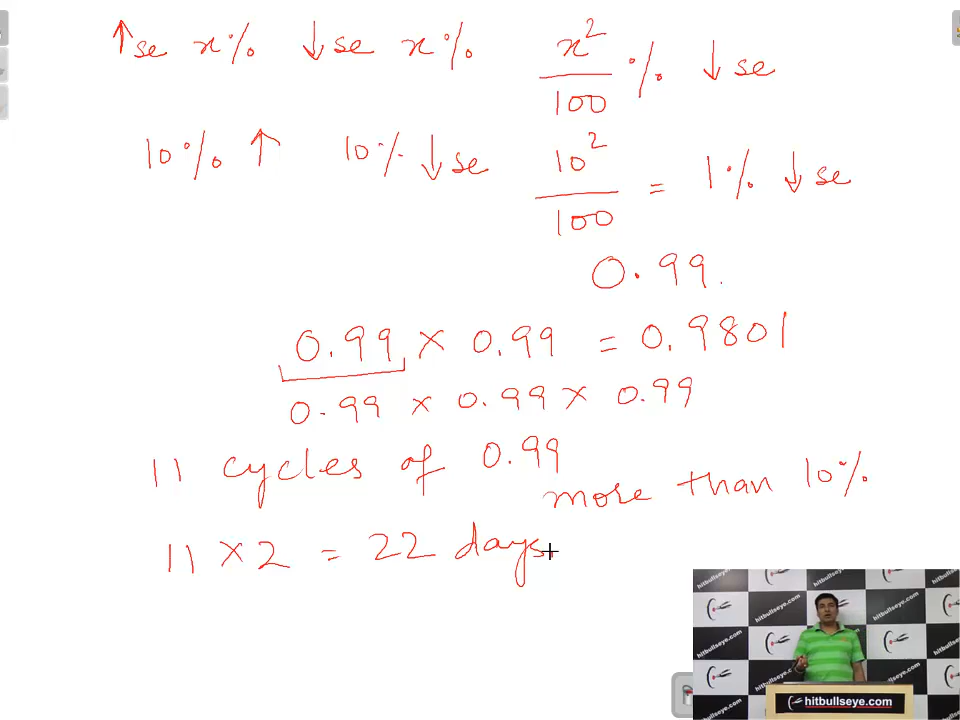 ↑se x% ↓se x% x²/100 % ↓se
10% ↑ 10% ↓se 10²/100 = 1% ↓se
0.99.
0.99 × 0.99 = 0.9801
0.99 × 0.99 × 0.99
11 cycles of 0.99
more than 10%
11 × 2 = 22 days
hitbullseye.com